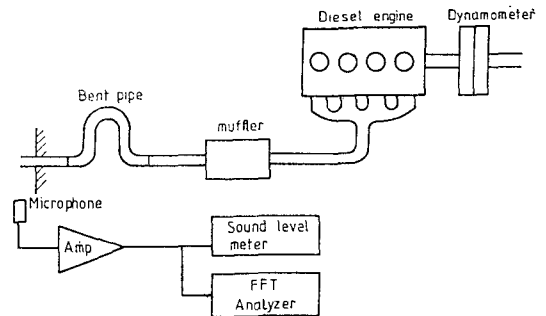 Diesel engine
Dynamometer
Bent pipe
muffler
Microphone
Amp
Sound level
meter
FFT
Analyzer